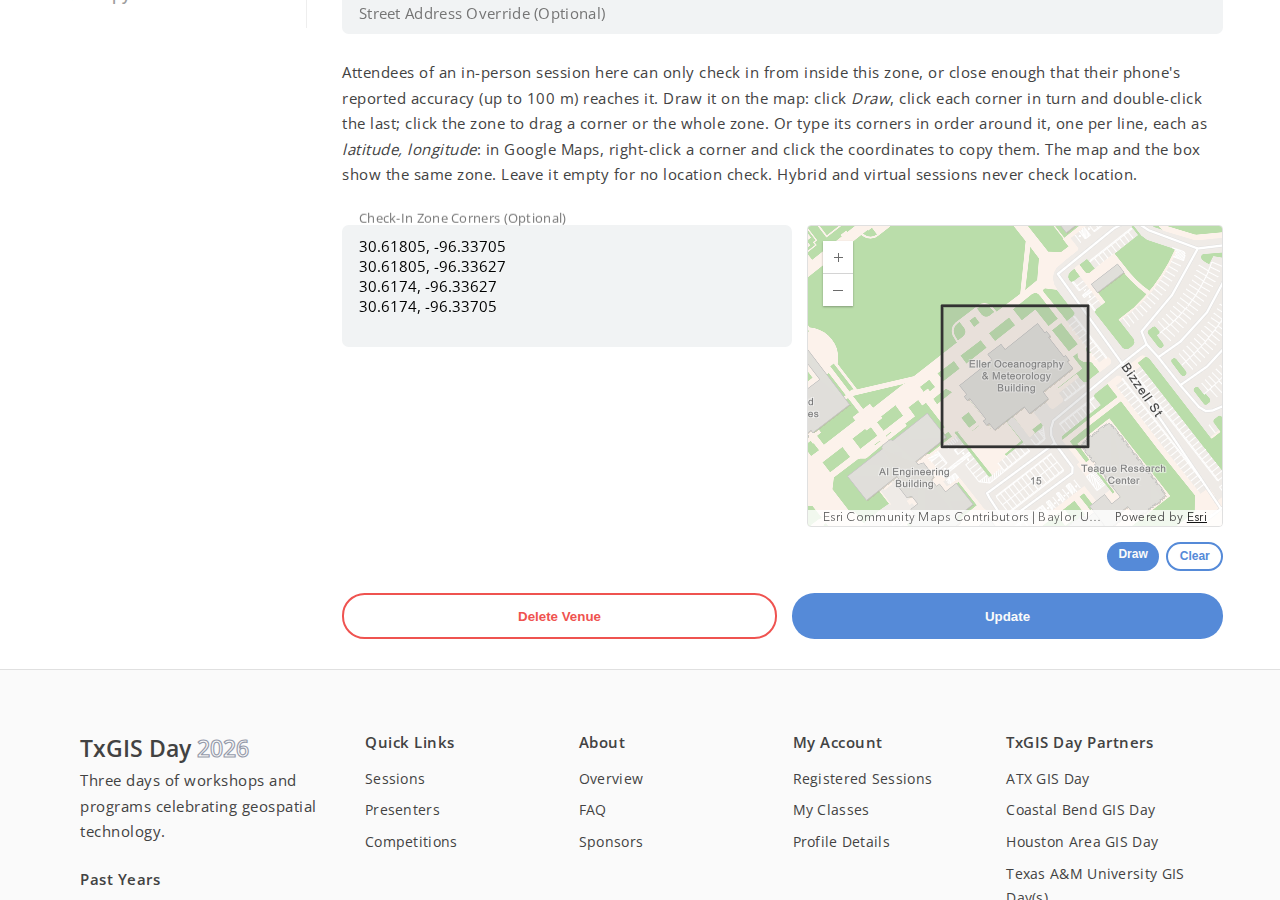 Street Address Override (Optional)
Attendees of an in-person session here can only check in from inside this zone, or close enough that their phone's
reported accuracy (up to 100 m) reaches it. Draw it on the map: click Draw, click each corner in turn and double-click
the last; click the zone to drag a corner or the whole zone. Or type its corners in order around it, one per line, each as
latitude, longitude: in Google Maps, right-click a corner and click the coordinates to copy them. The map and the box
show the same zone. Leave it empty for no location check. Hybrid and virtual sessions never check location.
Check-In Zone Corners (Optional)
30.61805, -96.33705
30.61805, -96.33627
30.6174, -96.33627
30.6174, -96.33705
+
–
Eller Oceanography
& Meteorology
Building
Bizzell St
d
es
AI Engineering
Building
15
Teague Research
Center
Esri Community Maps Contributors | Baylor U... Powered by Esri
Draw
Clear
Delete Venue
Update
TxGIS Day 2026
Three days of workshops and
programs celebrating geospatial
technology.
Past Years
Quick Links
Sessions
Presenters
Competitions
About
Overview
FAQ
Sponsors
My Account
Registered Sessions
My Classes
Profile Details
TxGIS Day Partners
ATX GIS Day
Coastal Bend GIS Day
Houston Area GIS Day
Texas A&M University GIS
Day(s)